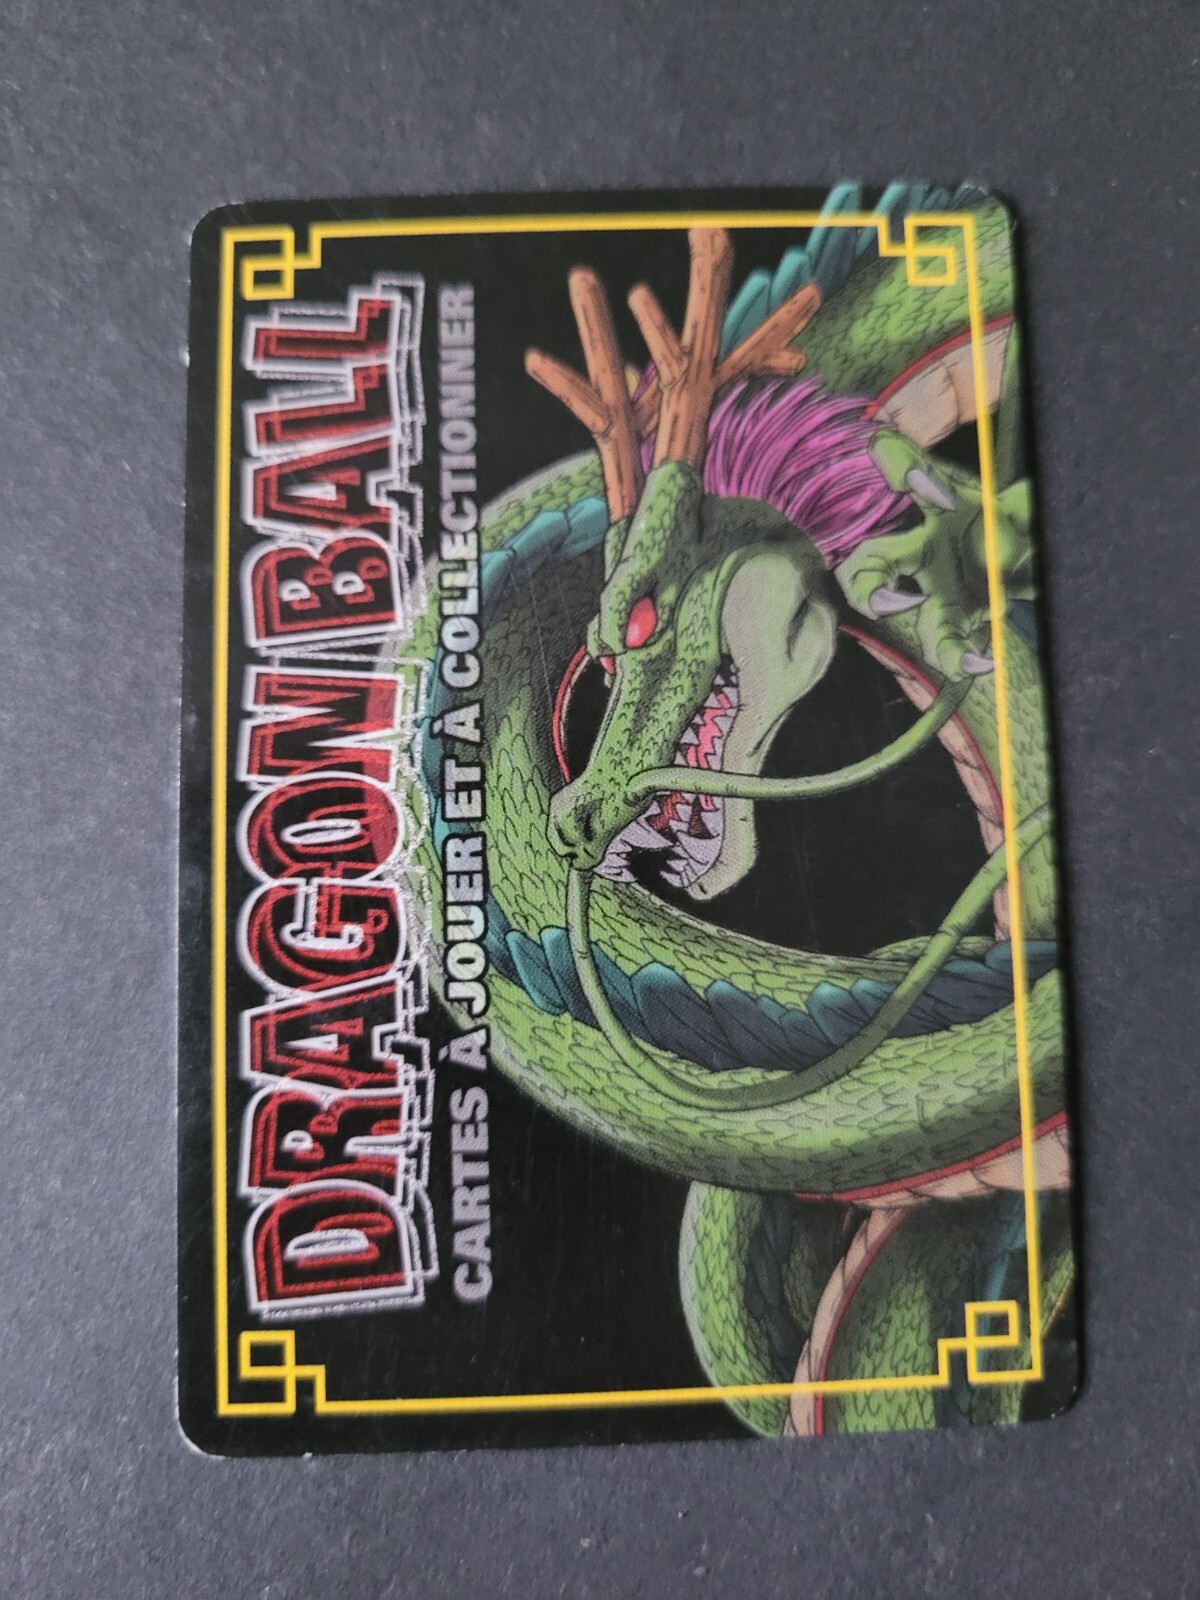 DRAGON BALL
CARTES À JOUER ET À COLLECTIONNER